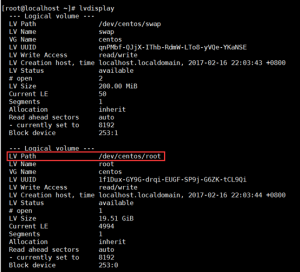 [root@localhost ~]# lvdisplay
--- Logical volume ---
LV Path /dev/centos/swap
LV Name swap
VG Name centos
LV UUID qnPMbf-QJjX-IThb-RdmW-LTo8-yVQe-YKaNSE
LV Write Access read/write
LV Creation host, time localhost.localdomain, 2017-02-16 22:03:43 +0800
LV Status available
# open 2
LV Size 200.00 MiB
Current LE 50
Segments 1
Allocation inherit
Read ahead sectors auto
- currently set to 8192
Block device 253:1
--- Logical volume ---
LV Path /dev/centos/root
LV Name root
VG Name centos
LV UUID 1f1Dux-GY9G-drqi-EUGF-SP9j-G6ZK-tCL9Qi
LV Write Access read/write
LV Creation host, time localhost.localdomain, 2017-02-16 22:03:44 +0800
LV Status available
# open 1
LV Size 19.51 GiB
Current LE 4994
Segments 1
Allocation inherit
Read ahead sectors auto
- currently set to 8192
Block device 253:0